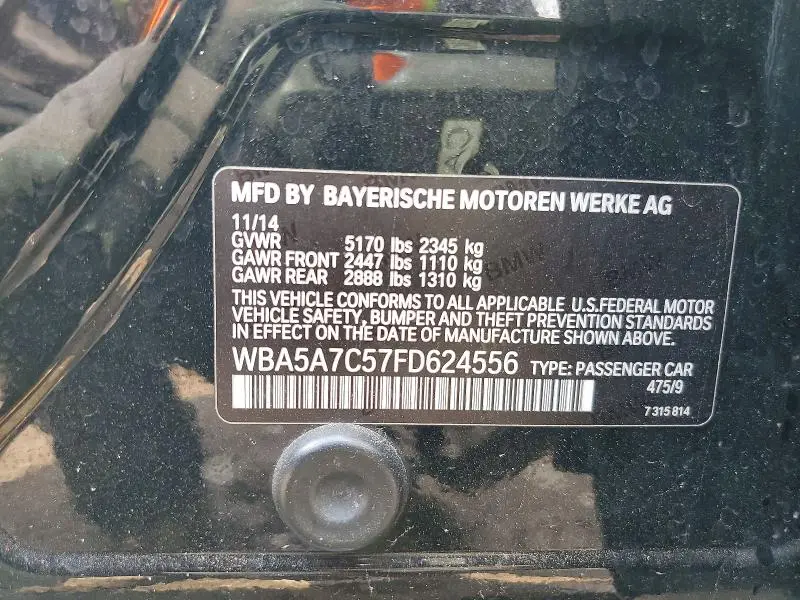 MFD BY BAYERISCHE MOTOREN WERKE AG
11/14
GVWR 5170 lbs 2345 kg
GAWR FRONT 2447 lbs 1110 kg
GAWR REAR 2888 lbs 1310 kg
THIS VEHICLE CONFORMS TO ALL APPLICABLE U.S.FEDERAL MOTOR
VEHICLE SAFETY, BUMPER AND THEFT PREVENTION STANDARDS
IN EFFECT ON THE DATE OF MANUFACTURE SHOWN ABOVE.
WBA5A7C57FD624556 TYPE: PASSENGER CAR
475/9
7 315 814
BMW